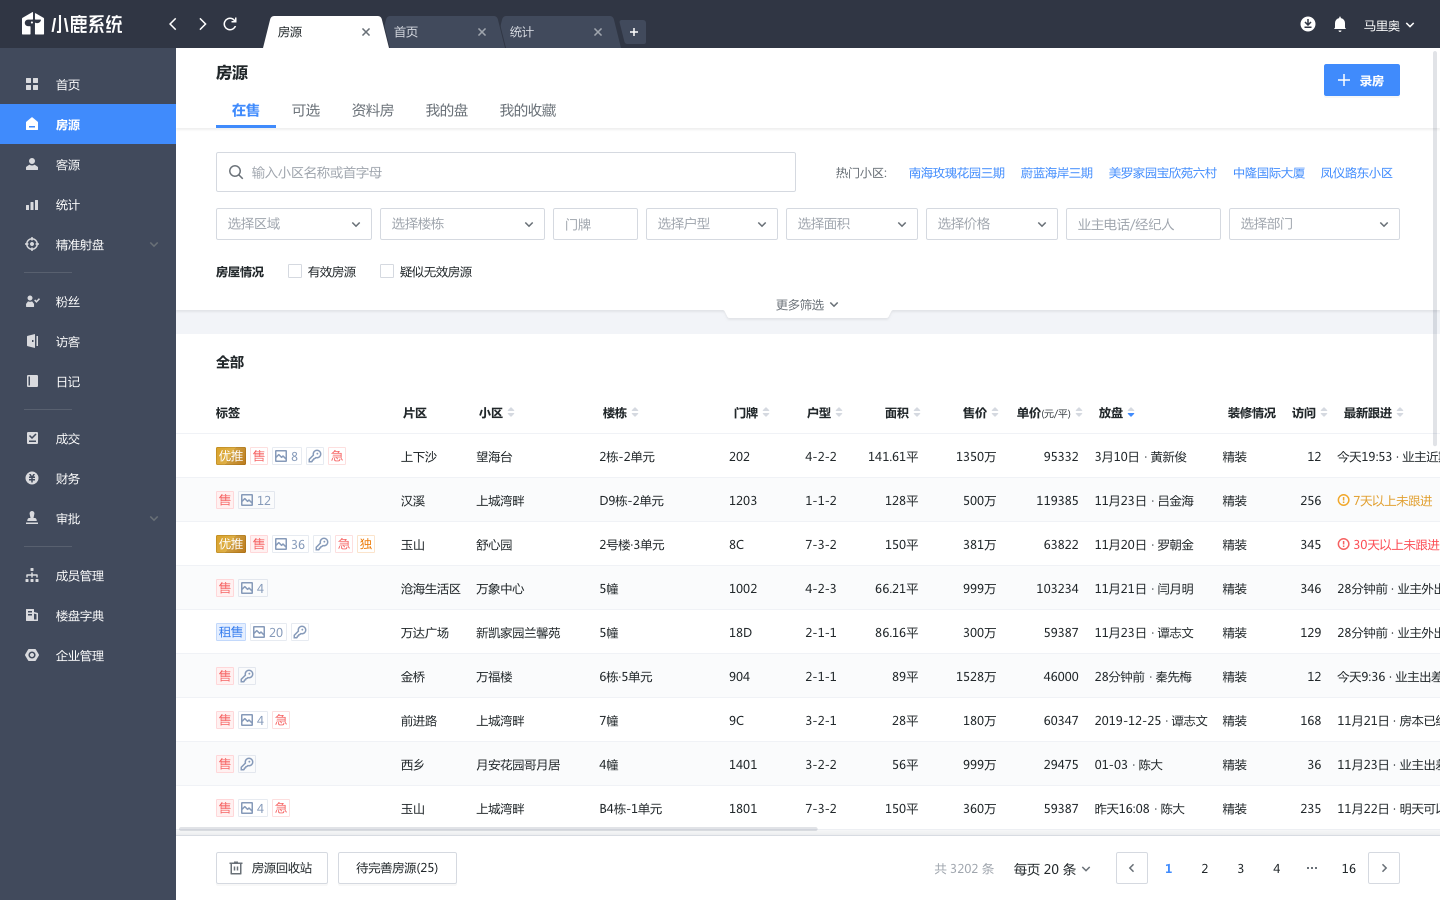 小鹿系统
房源
首页
统计
马里奥
首页
房源
客源
统计
精准射盘
粉丝
访客
日记
成交
财务
审批
成员管理
楼盘字典
企业管理
房源
录房
在售 可选 资料房 我的盘 我的收藏
输入小区名称或首字母
热门小区: 南海玫瑰花园三期 蔚蓝海岸三期 美罗家园宝欣苑六村 中隆国际大厦 凤仪路东小区
选择区域 选择楼栋 门牌 选择户型 选择面积 选择价格 业主电话/经纪人 选择部门
房屋情况 有效房源 疑似无效房源
更多筛选
全部
标签 片区 小区 楼栋 门牌 户型 面积 售价 单价(元/平) 放盘 装修情况 访问 最新跟进
优推 售 8 急 上下沙 望海台 2栋-2单元 202 4-2-2 141.61平 1350万 95332 3月10日 · 黄新俊 精装 12 今天19:53 · 业主近
售 12 汉溪 上城湾畔 D9栋-2单元 1203 1-1-2 128平 500万 119385 11月23日 · 吕金海 精装 256 7天以上未跟进
优推 售 36 急 独 玉山 舒心园 2号楼·3单元 8C 7-3-2 150平 381万 63822 11月20日 · 罗朝金 精装 345 30天以上未跟进
售 4 沧海生活区 万象中心 5幢 1002 4-2-3 66.21平 999万 103234 11月21日 · 闫月明 精装 346 28分钟前 · 业主外出
租售 20 万达广场 新凯家园兰馨苑 5幢 18D 2-1-1 86.16平 300万 59387 11月23日 · 谭志文 精装 129 28分钟前 · 业主外出
售 金桥 万福楼 6栋·5单元 904 2-1-1 89平 1528万 46000 28分钟前 · 秦先梅 精装 12 今天9:36 · 业主出差
售 4 急 前进路 上城湾畔 7幢 9C 3-2-1 28平 180万 60347 2019-12-25 · 谭志文 精装 168 11月21日 · 房本已
售 西乡 月安花园哥月居 4幢 1401 3-2-2 56平 999万 29475 01-03 · 陈大 精装 36 11月23日 · 业主出差
售 4 急 玉山 上城湾畔 B4栋-1单元 1801 7-3-2 150平 360万 59387 昨天16:08 · 陈大 精装 235 11月22日 · 明天可
房源回收站 待完善房源(25) 共 3202 条 每页 20 条 1 2 3 4 ··· 16